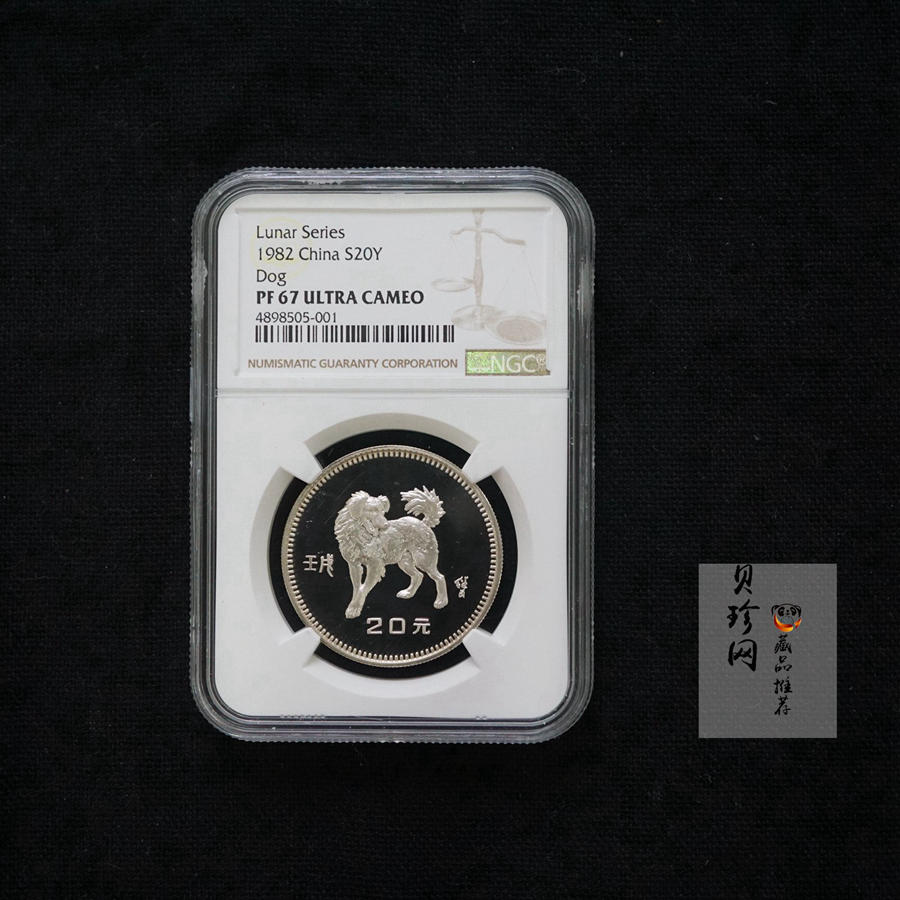 Lunar Series
1982 China S20Y
Dog
PF 67 ULTRA CAMEO
4898505-001
NUMISMATIC GUARANTY CORPORATION
NGC®
壬戌
20元
贝珍网
藏品推荐